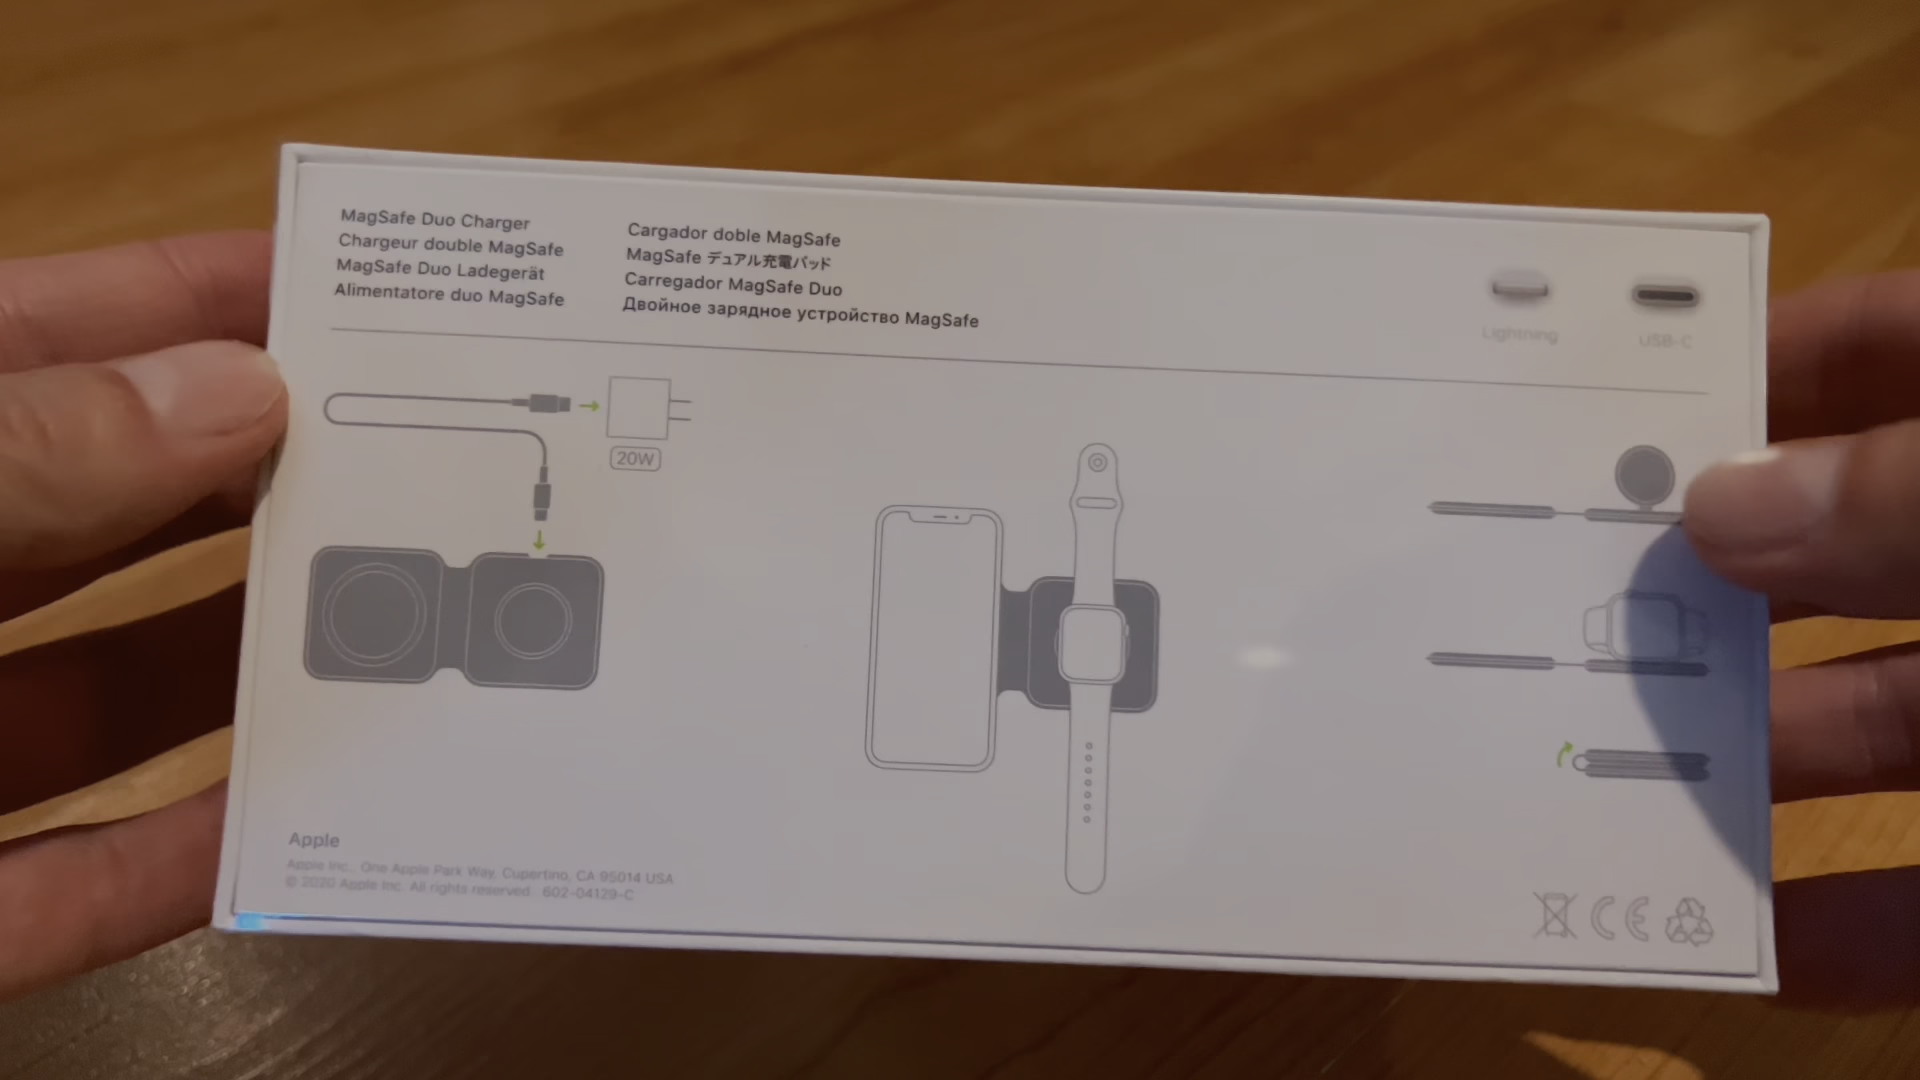 MagSafe Duo Charger
Chargeur double MagSafe
MagSafe Duo Ladegerät
Alimentatore duo MagSafe
Cargador doble MagSafe
MagSafe デュアル充電パッド
Carregador MagSafe Duo
Двойное зарядное устройство MagSafe
Lightning
USB-C
20W
Apple
Apple Inc., One Apple Park Way, Cupertino, CA 95014 USA
© 2020 Apple Inc. All rights reserved. 602-04129-C
CE